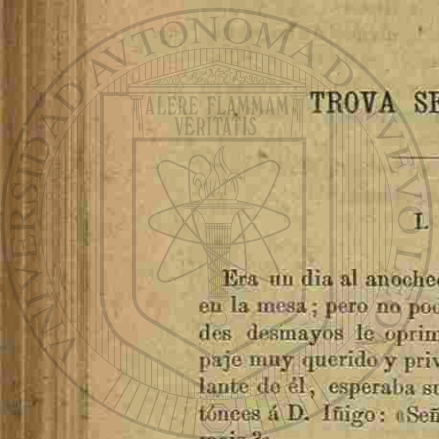 UNIVERSIDAD AUTONOMA DE NUEVO L
ALERE FLAMMAM
VERITATIS
TROVA SE
I.
Era un dia al anochec
en la mesa; pero no pod
des desmayos le oprim
paje muy querido y priv
lante de él, esperaba su
tónces á D. Iñigo: «Señ